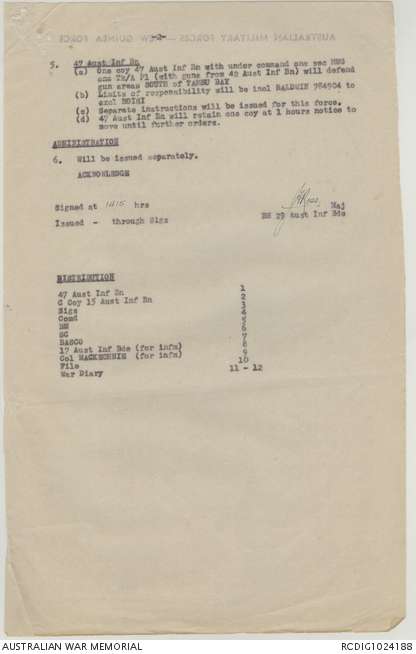 -2-
5. 47 Aust Inf Bn
(a) One coy 47 Aust Inf Bn with under command one sec MMG
and Tk/A Pl (with guns from 42 Aust Inf Bn) will defend
gun areas SOUTH of TAMBU BAY
(b) Limits of responsibility will be incl BALDWIN 784904 to
excl BOISI
(c) Separate instructions will be issued for this force.
(d) 47 Aust Inf Bn will retain one coy at 1 hours notice to
move until further orders.
ADMINISTRATION
6. Will be issued separately.
ACKNOWLEDGE
Signed at 1415 hrs
Maj
Issued - through Sigs
BM 29 Aust Inf Bde
DISTRIBUTION
47 Aust Inf Bn 1
C Coy 15 Aust Inf Bn 2
Sigs 3
Comd 4
BM 5
SC 6
BASCO 7
17 Aust Inf Bde (for infm) 8
Col MACKECHNIE (for infm) 9
File 10
War Diary 11 - 12
AUSTRALIAN WAR MEMORIAL
RCDIG1024188